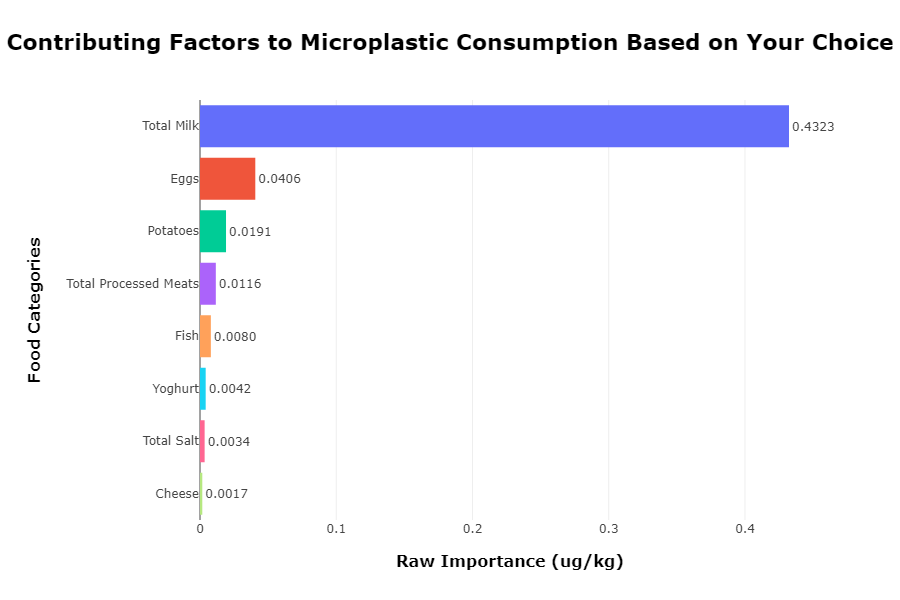 Contributing Factors to Microplastic Consumption Based on Your Choice
Total Milk 0.4323
Eggs 0.0406
Potatoes 0.0191
Total Processed Meats 0.0116
Fish 0.0080
Yoghurt 0.0042
Total Salt 0.0034
Cheese 0.0017
Food Categories
0 0.1 0.2 0.3 0.4
Raw Importance (ug/kg)